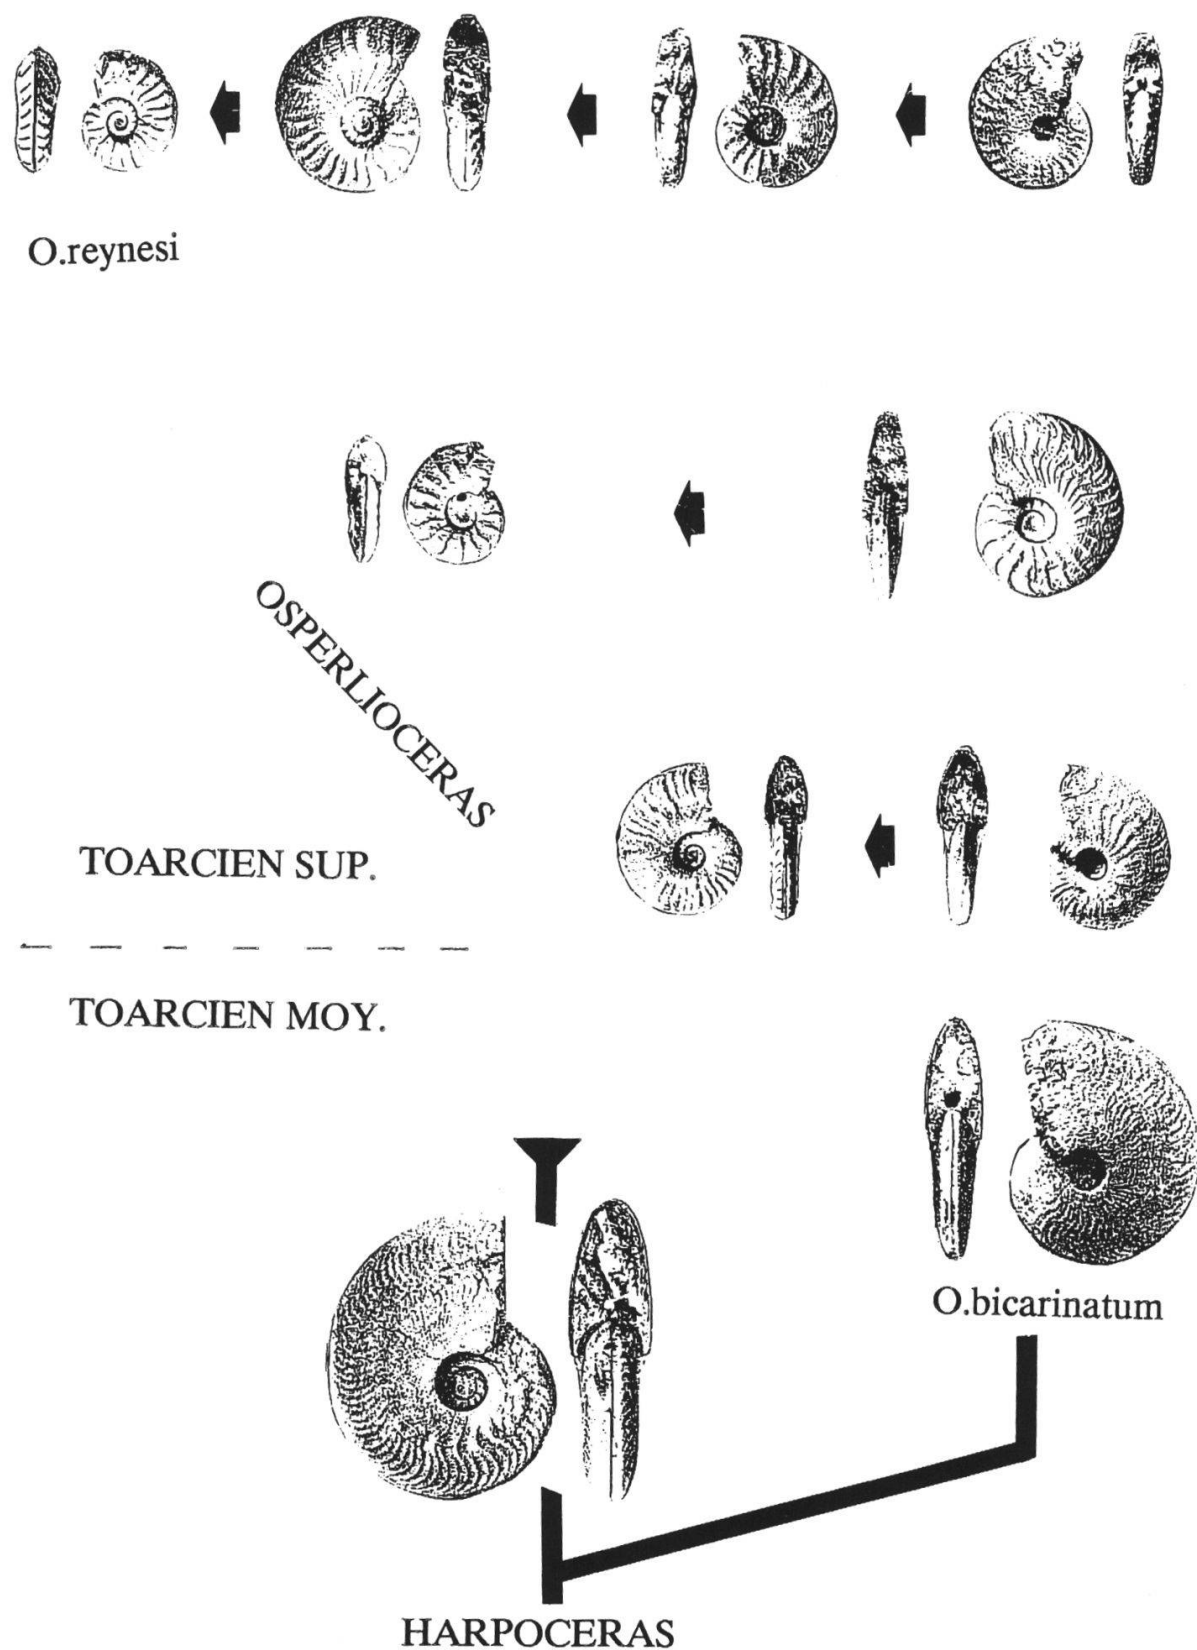 O.reynesi
OSPERLIOCERAS
TOARCIEN SUP.
TOARCIEN MOY.
O.bicarinatum
HARPOCERAS